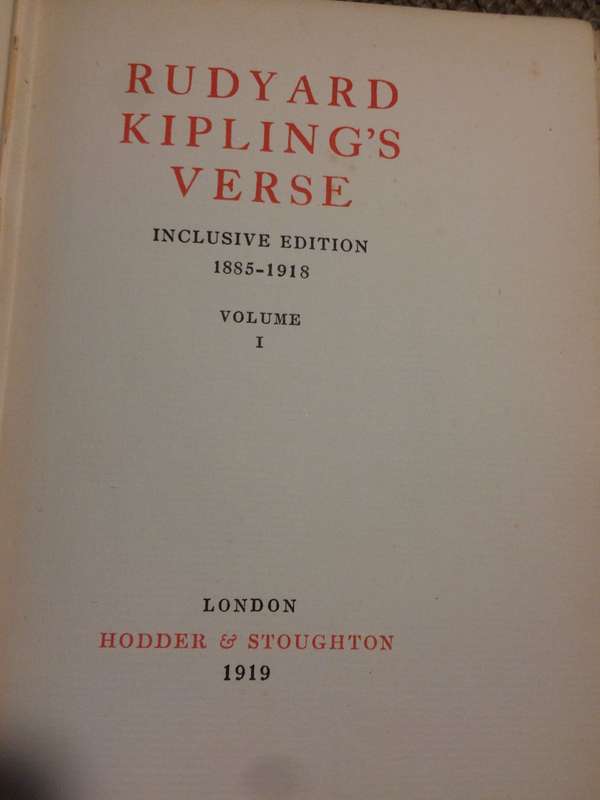 RUDYARD
KIPLING'S
VERSE
INCLUSIVE EDITION
1885-1918
VOLUME
I
LONDON
HODDER & STOUGHTON
1919